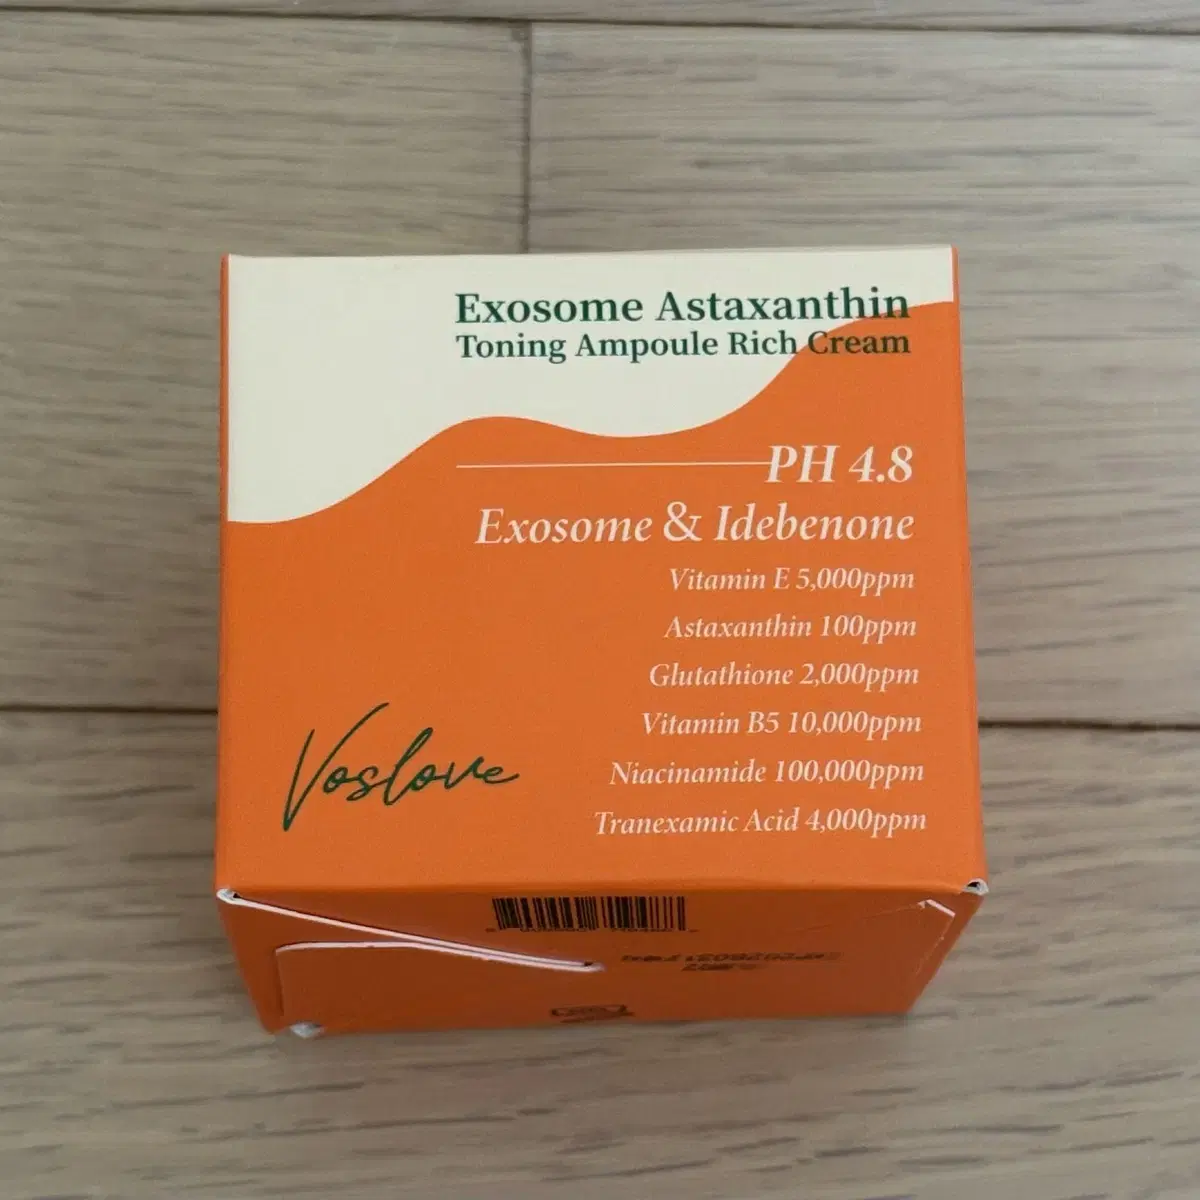 Exosome Astaxanthin
Toning Ampoule Rich Cream
PH 4.8
Exosome & Idebenone
Vitamin E 5,000ppm
Astaxanthin 100ppm
Glutathione 2,000ppm
Vitamin B5 10,000ppm
Niacinamide 100,000ppm
Tranexamic Acid 4,000ppm
Voslove